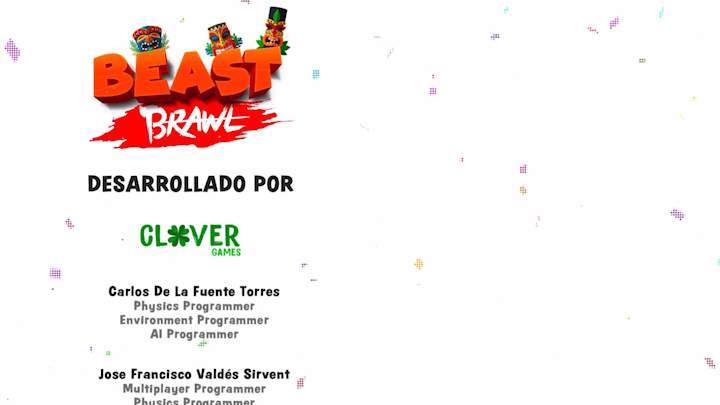 BEAST
BRAWL
DESARROLLADO POR
CLOVER
GAMES
Carlos De La Fuente Torres
Physics Programmer
Environment Programmer
AI Programmer
Jose Francisco Valdés Sirvent
Multiplayer Programmer
Physics Programmer